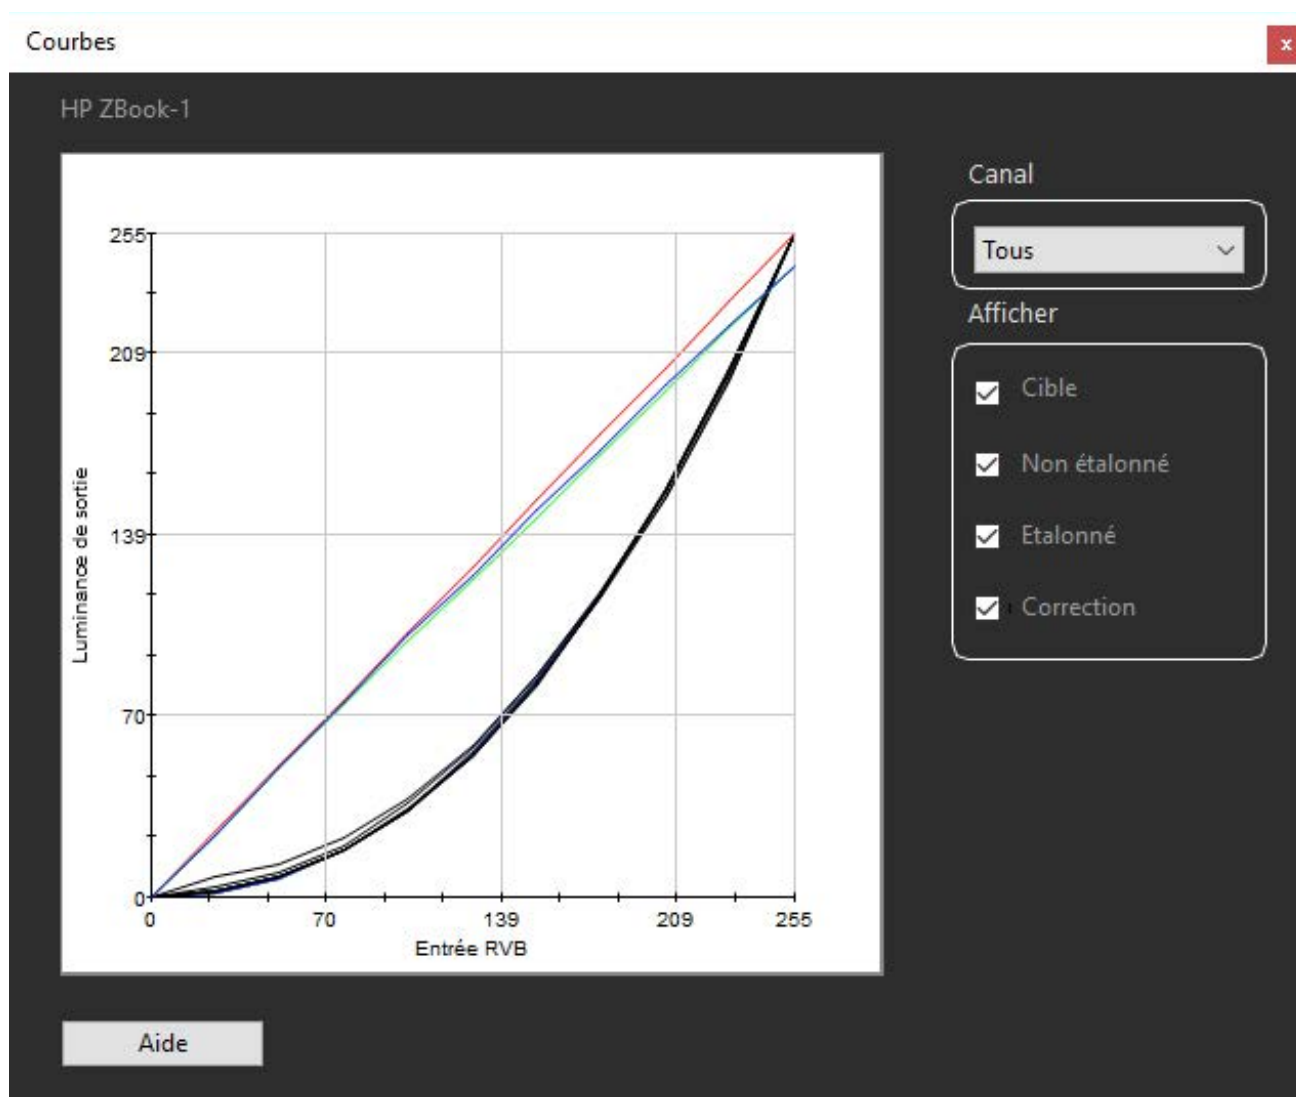 Courbes
x
HP ZBook-1
Canal
Tous
Afficher
Cible
Non étalonné
Etalonné
Correction
255
209
139
70
0
Luminance de sortie
0 70 139 209 255
Entrée RVB
Aide